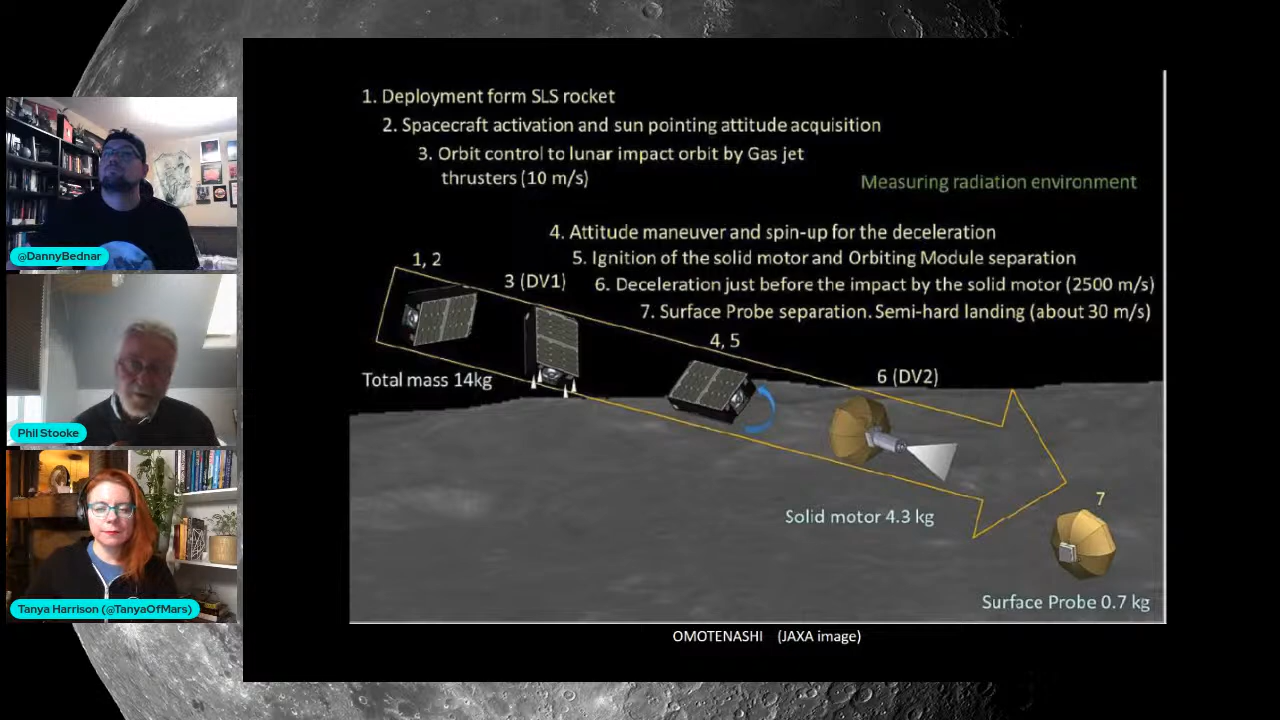 1. Deployment form SLS rocket
2. Spacecraft activation and sun pointing attitude acquisition
3. Orbit control to lunar impact orbit by Gas jet
thrusters (10 m/s)
Measuring radiation environment
4. Attitude maneuver and spin-up for the deceleration
5. Ignition of the solid motor and Orbiting Module separation
6. Deceleration just before the impact by the solid motor (2500 m/s)
7. Surface Probe separation. Semi-hard landing (about 30 m/s)
1, 2
3 (DV1)
4, 5
6 (DV2)
Total mass 14kg
Solid motor 4.3 kg
7
Surface Probe 0.7 kg
OMOTENASHI (JAXA image)
@DannyBednar
Phil Stooke
Tanya Harrison (@TanyaOfMars)